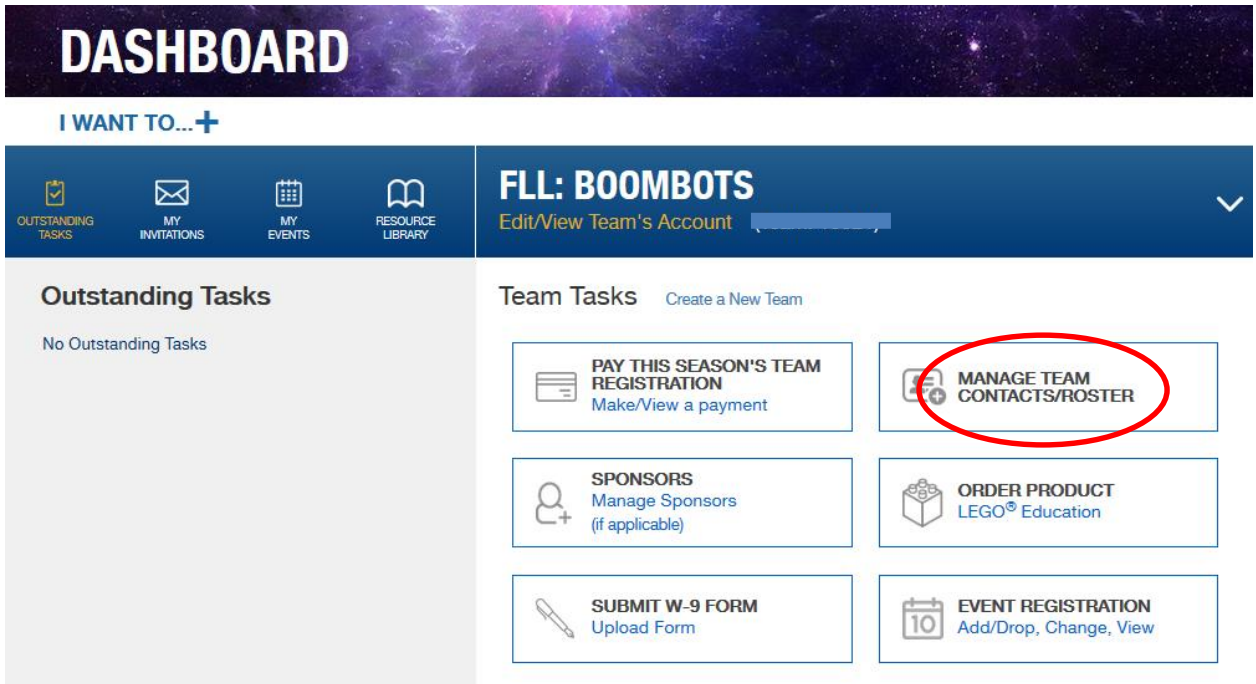 DASHBOARD
I WANT TO...+
OUTSTANDING
TASKS
MY
INVITATIONS
MY
EVENTS
RESOURCE
LIBRARY
FLL: BOOMBOTS
Edit/View Team's Account
Outstanding Tasks
No Outstanding Tasks
Team Tasks Create a New Team
PAY THIS SEASON'S TEAM
REGISTRATION
Make/View a payment
MANAGE TEAM
CONTACTS/ROSTER
SPONSORS
Manage Sponsors
(if applicable)
ORDER PRODUCT
LEGO® Education
SUBMIT W-9 FORM
Upload Form
10
EVENT REGISTRATION
Add/Drop, Change, View